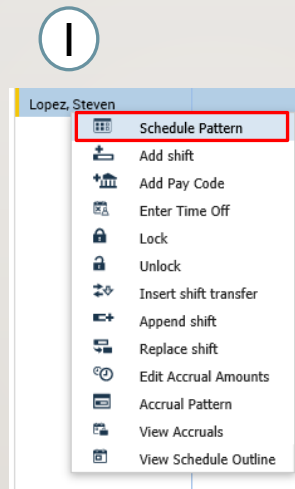 1
Lopez, Steven
Schedule Pattern
Add shift
Add Pay Code
Enter Time Off
Lock
Unlock
Insert shift transfer
Append shift
Replace shift
Edit Accrual Amounts
Accrual Pattern
View Accruals
View Schedule Outline